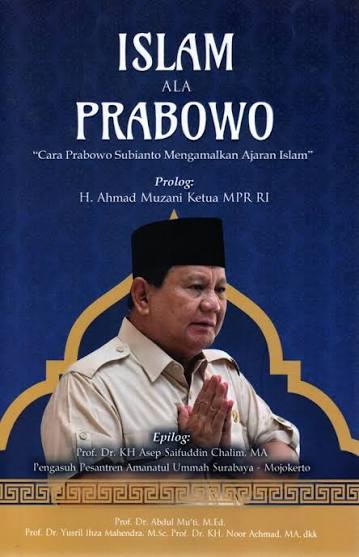 ISLAM
ALA
PRABOWO
“Cara Prabowo Subianto Mengamalkan Ajaran Islam”
Prolog:
H. Ahmad Muzani Ketua MPR RI
Epilog:
Prof. Dr. KH Asep Saifuddin Chalim, MA
Pengasuh Pesantren Amanatul Ummah Surabaya - Mojokerto
Prof. Dr. Abdul Mu'ti, M.Ed.
Prof. Dr. Yusril Ihza Mahendra, M.Sc. Prof. Dr. KH. Noor Achmad, MA, dkk